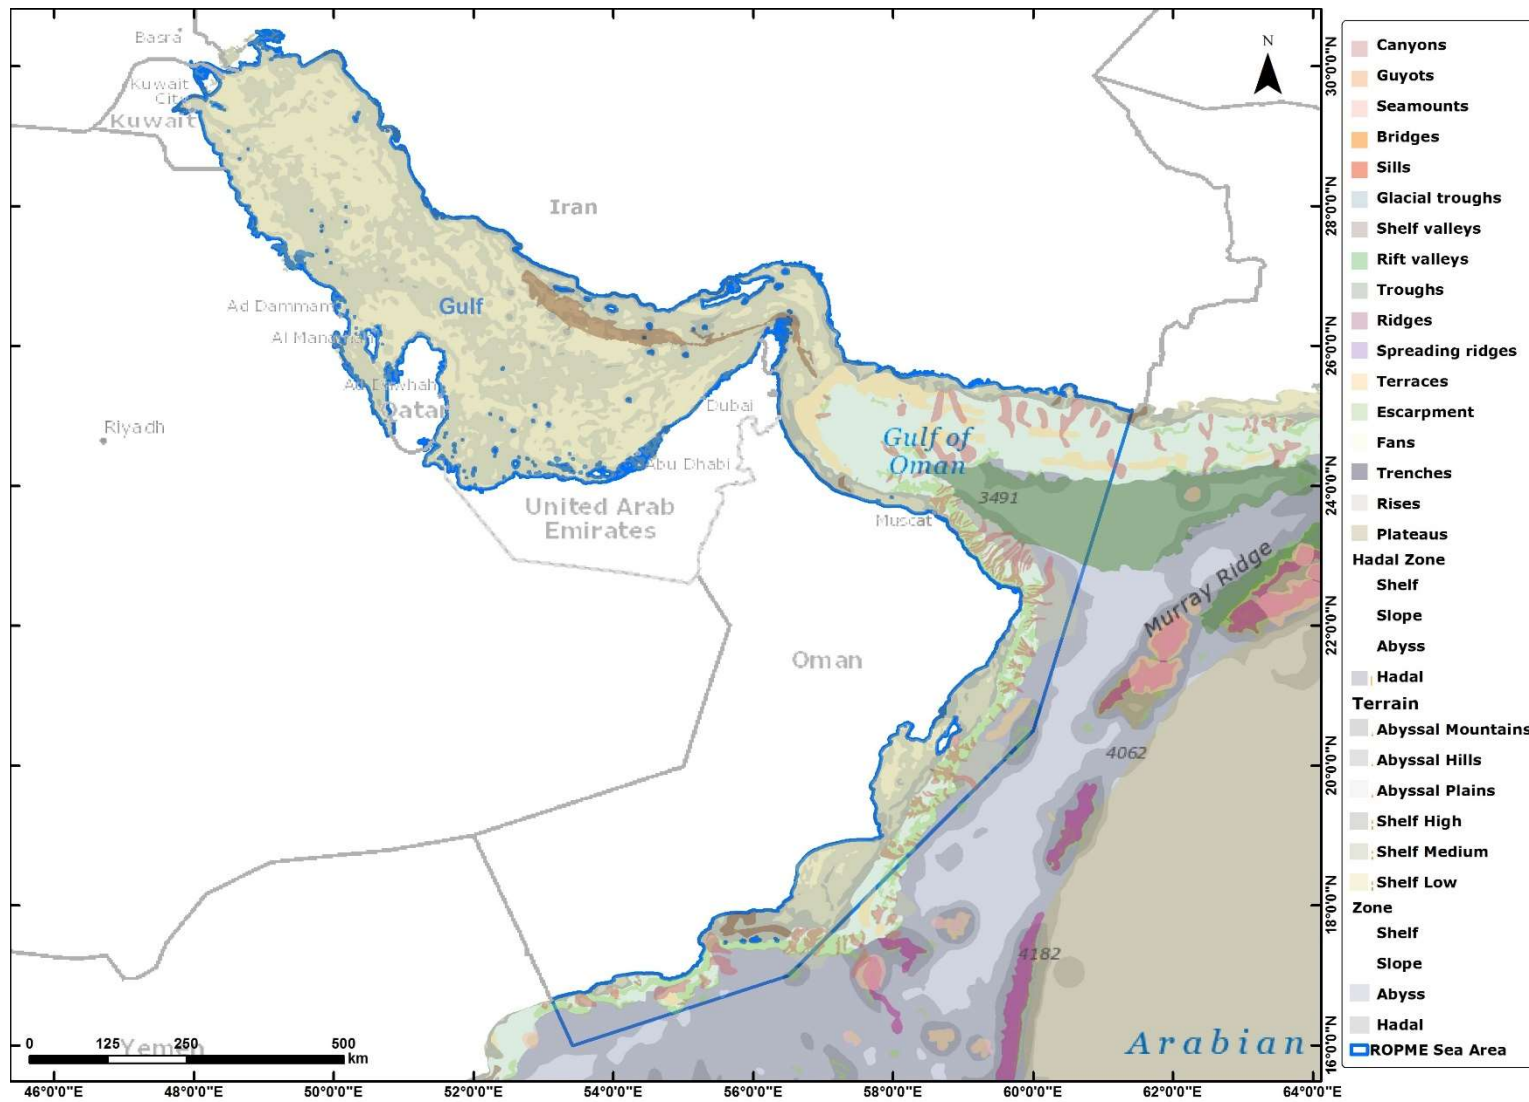 Basra
Kuwait
City
Kuwait
Iran
Ad Dammam
Gulf
Al Manamah
Ad Dawhah
Qatar
Riyadh
Dubai
Abu Dhabi
United Arab
Emirates
Gulf of
Oman
3491
Muscat
Murray Ridge
Oman
4062
4182
Arabian
Yemen
0 125 250 500
km
N
46°0'0"E 48°0'0"E 50°0'0"E 52°0'0"E 54°0'0"E 56°0'0"E 58°0'0"E 60°0'0"E 62°0'0"E 64°0'0"E
30°0'0"N
28°0'0"N
26°0'0"N
24°0'0"N
22°0'0"N
20°0'0"N
18°0'0"N
16°0'0"N
Canyons
Guyots
Seamounts
Bridges
Sills
Glacial troughs
Shelf valleys
Rift valleys
Troughs
Ridges
Spreading ridges
Terraces
Escarpment
Fans
Trenches
Rises
Plateaus
Hadal Zone
Shelf
Slope
Abyss
Hadal
Terrain
Abyssal Mountains
Abyssal Hills
Abyssal Plains
Shelf High
Shelf Medium
Shelf Low
Zone
Shelf
Slope
Abyss
Hadal
ROPME Sea Area